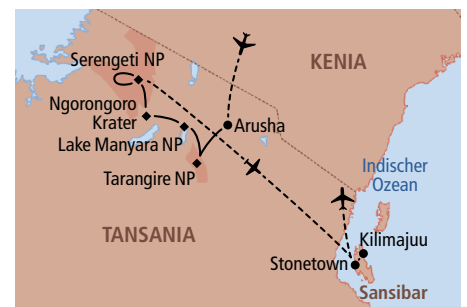 Serengeti NP
KENIA
Ngorongoro
Krater
Arusha
Lake Manyara NP
Tarangire NP
Indischer
Ozean
TANSANIA
Kilimajuu
Stonetown
Sansibar